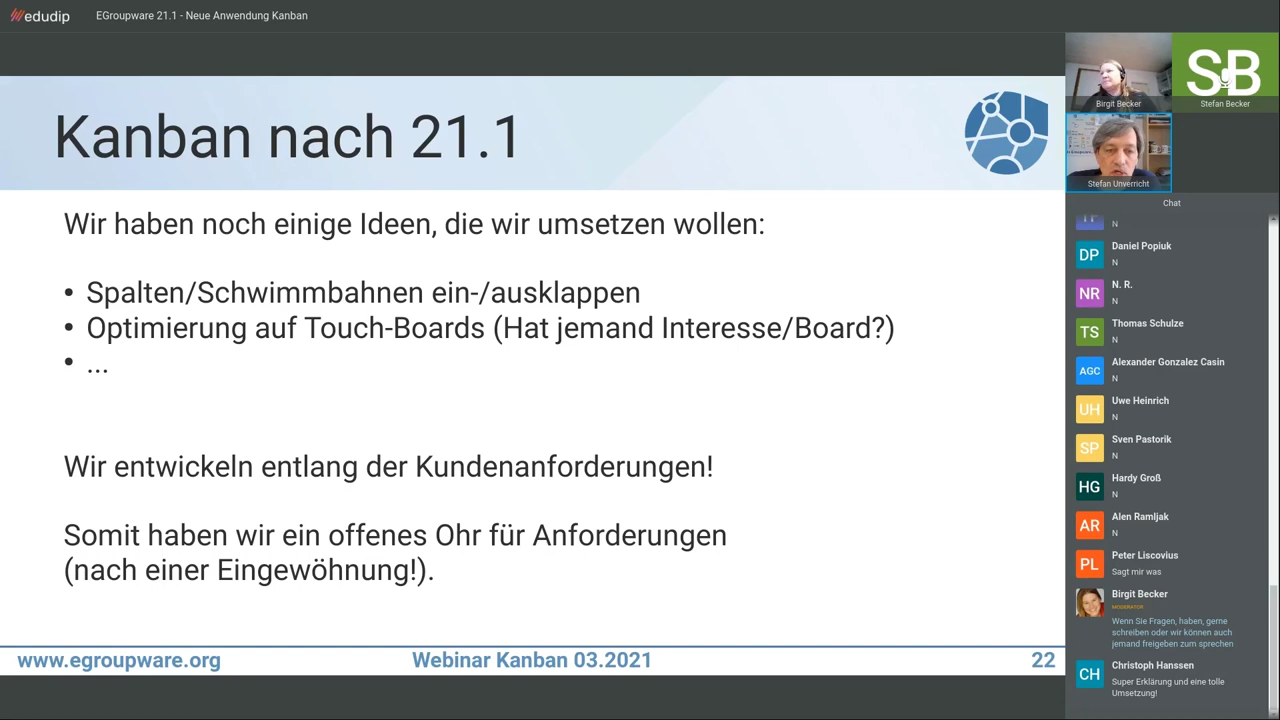 edudip
EGroupware 21.1 - Neue Anwendung Kanban
Kanban nach 21.1
Wir haben noch einige Ideen, die wir umsetzen wollen:
• Spalten/Schwimmbahnen ein-/ausklappen
• Optimierung auf Touch-Boards (Hat jemand Interesse/Board?)
• ...
Wir entwickeln entlang der Kundenanforderungen!
Somit haben wir ein offenes Ohr für Anforderungen
(nach einer Eingewöhnung!).
www.egroupware.org
Webinar Kanban 03.2021
22
Birgit Becker
SB
Stefan Becker
Stefan Unverricht
Chat
N
DP
Daniel Popiuk
N
NR
N. R.
N
TS
Thomas Schulze
N
AGC
Alexander Gonzalez Casin
N
UH
Uwe Heinrich
N
SP
Sven Pastorik
N
HG
Hardy Groß
N
AR
Alen Ramljak
N
PL
Peter Liscovius
Sagt mir was
Birgit Becker
MODERATOR
Wenn Sie Fragen, haben, gerne
schreiben oder wir können auch
jemand freigeben zum sprechen
CH
Christoph Hanssen
Super Erklärung und eine tolle
Umsetzung!